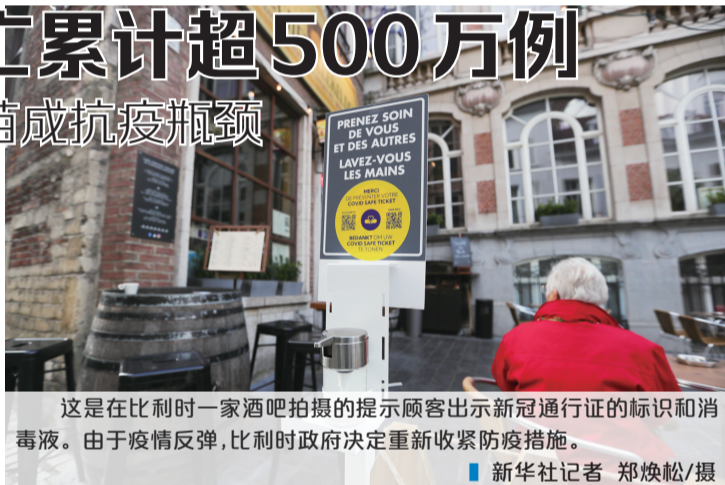 累计超500万例
成抗疫瓶颈
PRENEZ SOIN
DE VOUS
ET DES AUTRES
LAVEZ-VOUS
LES MAINS
MERCI
DE PRÉSENTER VOTRE
COVID SAFE TICKET
BEDANKT OM UW
COVID SAFE TICKET
TE TONEN
这是在比利时一家酒吧拍摄的提示顾客出示新冠通行证的标识和消
毒液。由于疫情反弹,比利时政府决定重新收紧防疫措施。
新华社记者 郑焕松/摄